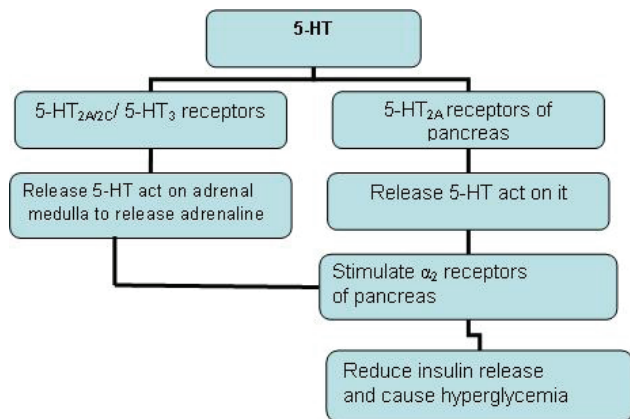 5-HT
5-HT2A/2C/ 5-HT3 receptors
5-HT2A receptors of
pancreas
Release 5-HT act on adrenal
medulla to release adrenaline
Release 5-HT act on it
Stimulate α2 receptors
of pancreas
Reduce insulin release
and cause hyperglycemia